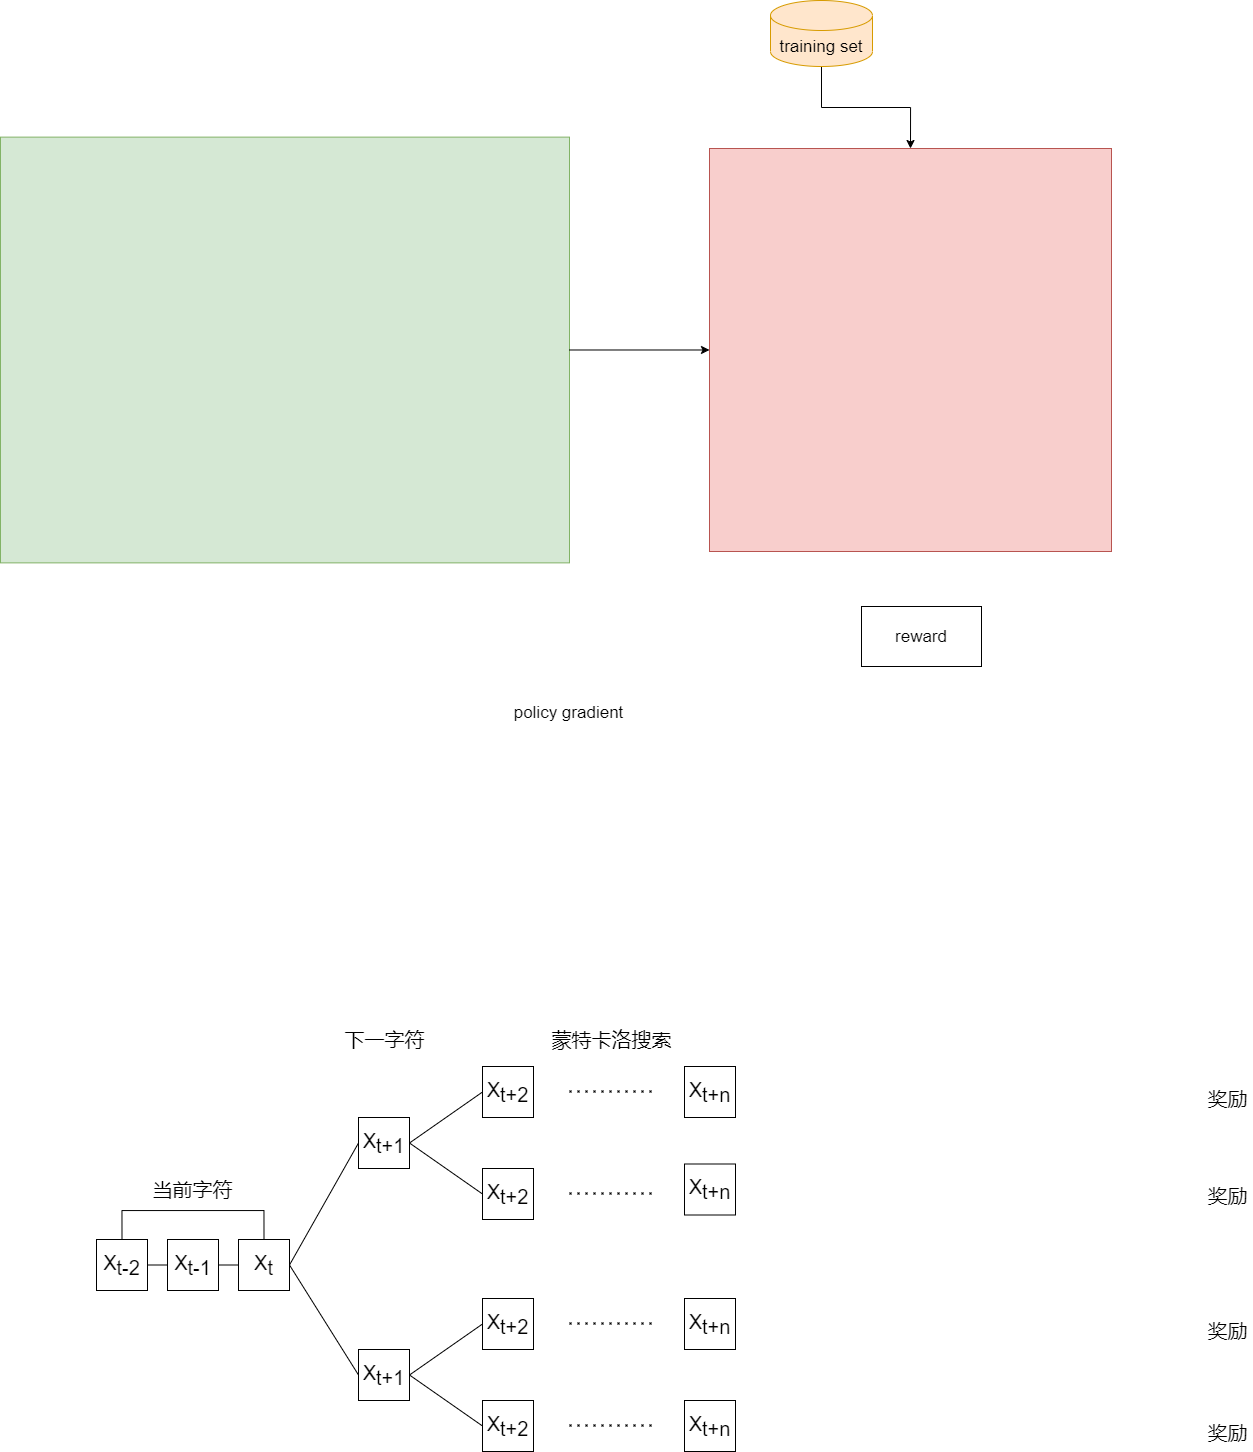 training set
reward
policy gradient
下一字符 蒙特卡洛搜索
X_{t+2} ........... X_{t+n} 奖励
X_{t+1}
X_{t+2} ........... X_{t+n} 奖励
当前字符
X_{t-2} X_{t-1} X_t
X_{t+2} ........... X_{t+n} 奖励
X_{t+1}
X_{t+2} ........... X_{t+n} 奖励